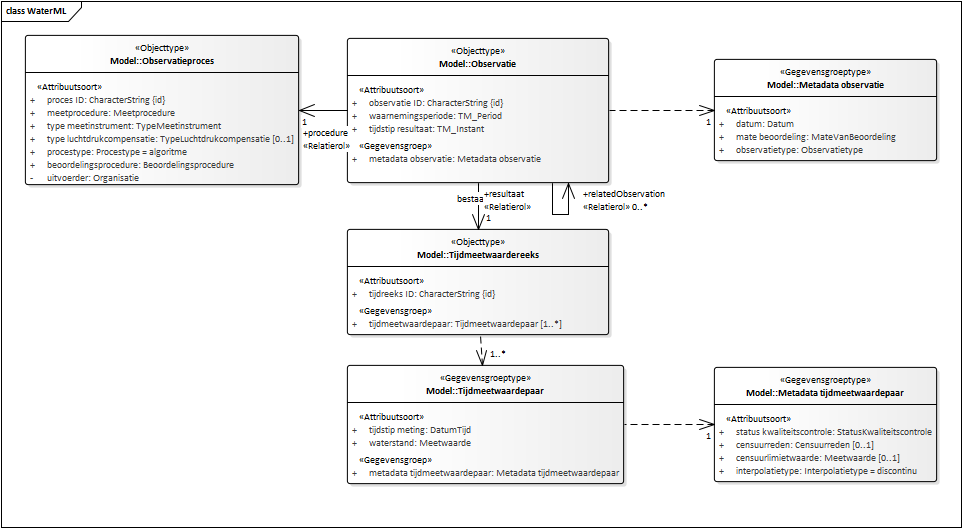 class WaterML
«Objecttype»
Model::Observatieproces
«Attribuutsoort»
+ proces ID: CharacterString {id}
+ meetprocedure: Meetprocedure
+ type meetinstrument: TypeMeetinstrument
+ type luchtdrukcompensatie: TypeLuchtdrukcompensatie [0..1]
+ procestype: Procestype = algoritme
+ beoordelingsprocedure: Beoordelingsprocedure
- uitvoerder: Organisatie
«Objecttype»
Model::Observatie
«Attribuutsoort»
+ observatie ID: CharacterString {id}
+ waarnemingsperiode: TM_Period
+ tijdstip resultaat: TM_Instant
«Gegevensgroep»
+ metadata observatie: Metadata observatie
«Gegevensgroeptype»
Model::Metadata observatie
«Attribuutsoort»
+ datum: Datum
+ mate beoordeling: MateVanBeoordeling
+ observatietype: Observatietype
1
+procedure
«Relatierol»
1
bestaa
+resultaat
«Relatierol»
1
+relatedObservation
«Relatierol» 0..*
«Objecttype»
Model::Tijdmeetwaardereeks
«Attribuutsoort»
+ tijdreeks ID: CharacterString {id}
«Gegevensgroep»
+ tijdmeetwaardepaar: Tijdmeetwaardepaar [1..*]
1..*
«Gegevensgroeptype»
Model::Tijdmeetwaardepaar
«Attribuutsoort»
+ tijdstip meting: DatumTijd
+ waterstand: Meetwaarde
«Gegevensgroep»
+ metadata tijdmeetwaardepaar: Metadata tijdmeetwaardepaar
1
«Gegevensgroeptype»
Model::Metadata tijdmeetwaardepaar
«Attribuutsoort»
+ status kwaliteitscontrole: StatusKwaliteitscontrole
+ censuurreden: Censuurreden [0..1]
+ censuurlimietwaarde: Meetwaarde [0..1]
+ interpolatietype: Interpolatietype = discontinu